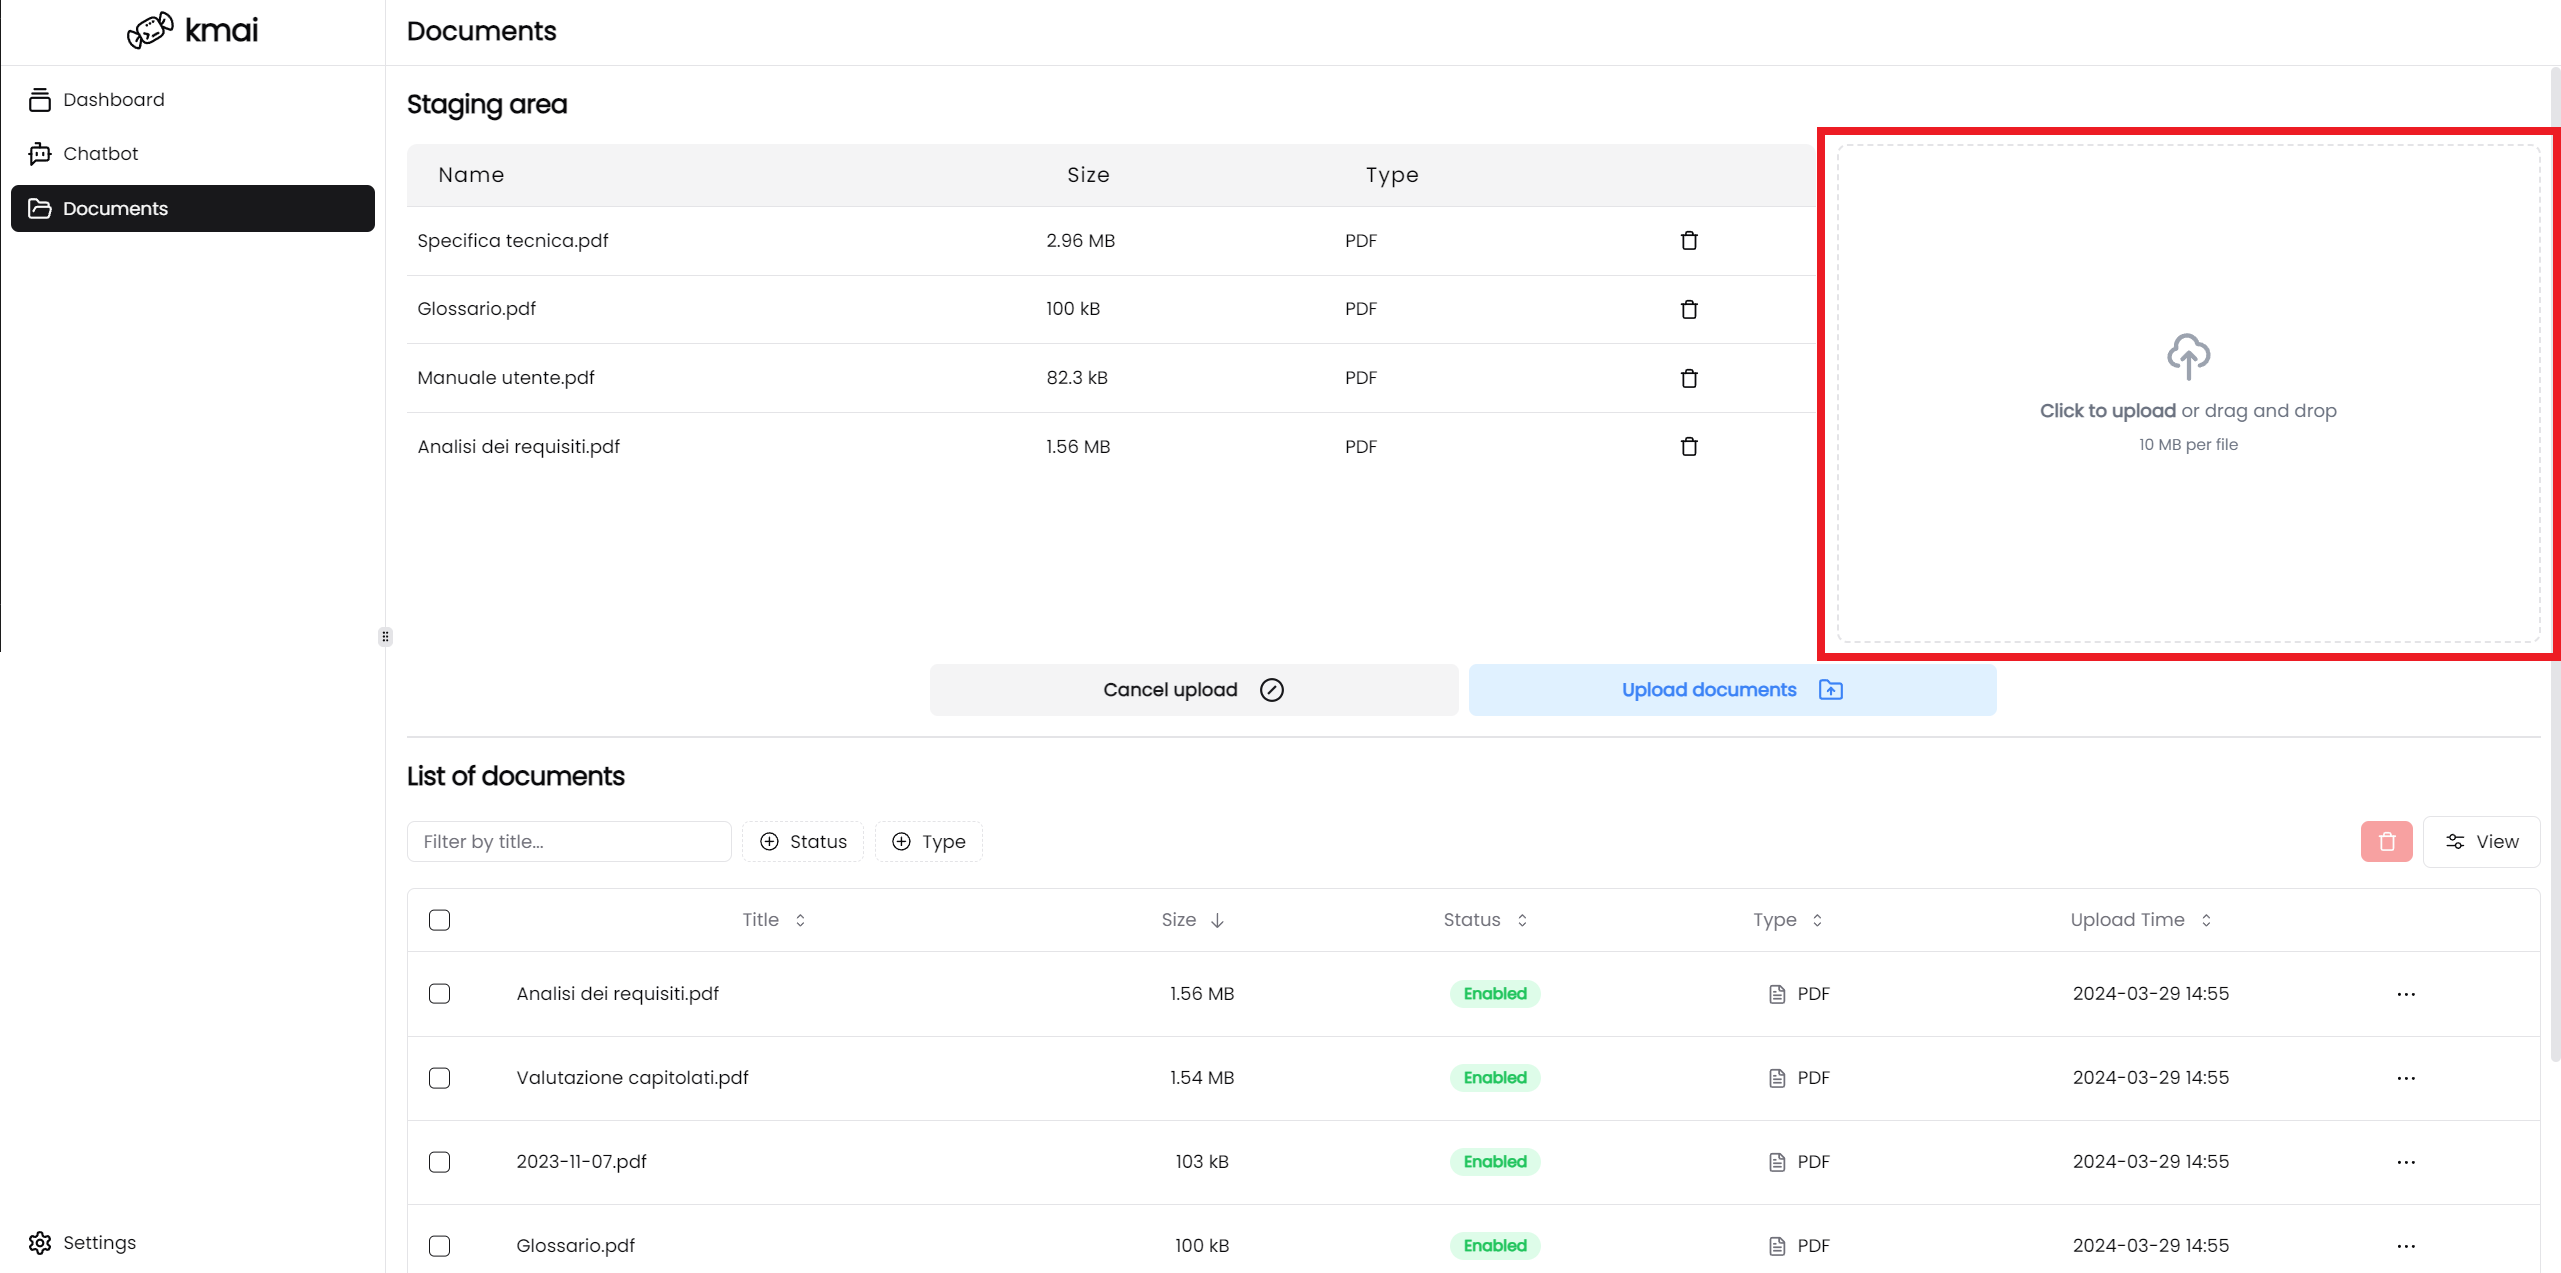 kmai
Documents
Dashboard
Chatbot
Documents
Settings
Staging area
Name Size Type
Specifica tecnica.pdf 2.96 MB PDF
Glossario.pdf 100 kB PDF
Manuale utente.pdf 82.3 kB PDF
Analisi dei requisiti.pdf 1.56 MB PDF
Click to upload or drag and drop
10 MB per file
Cancel upload Upload documents
List of documents
Filter by title... Status Type View
Title Size Status Type Upload Time
Analisi dei requisiti.pdf 1.56 MB Enabled PDF 2024-03-29 14:55
Valutazione capitolati.pdf 1.54 MB Enabled PDF 2024-03-29 14:55
2023-11-07.pdf 103 kB Enabled PDF 2024-03-29 14:55
Glossario.pdf 100 kB Enabled PDF 2024-03-29 14:55